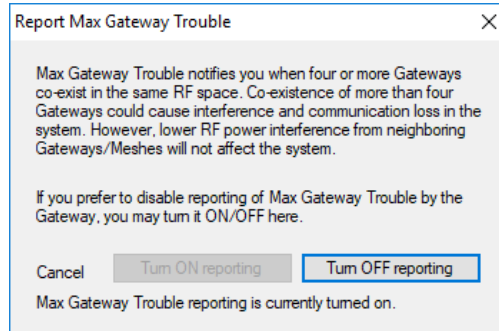 Report Max Gateway Trouble
Max Gateway Trouble notifies you when four or more Gateways
co-exist in the same RF space. Co-existence of more than four
Gateways could cause interference and communication loss in the
system. However, lower RF power interference from neighboring
Gateways/Meshes will not affect the system.
If you prefer to disable reporting of Max Gateway Trouble by the
Gateway, you may turn it ON/OFF here.
Cancel Turn ON reporting Turn OFF reporting
Max Gateway Trouble reporting is currently turned on.